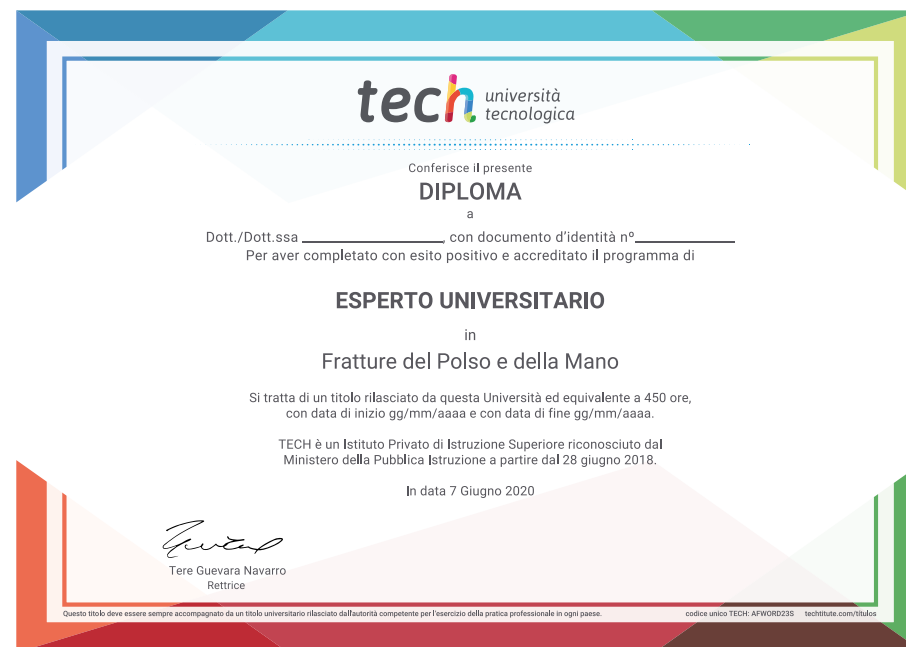 tech università
tecnologica
Conferisce il presente
DIPLOMA
a
Dott./Dott.ssa ________________, con documento d'identità nº____________
Per aver completato con esito positivo e accreditato il programma di
ESPERTO UNIVERSITARIO
in
Fratture del Polso e della Mano
Si tratta di un titolo rilasciato da questa Università ed equivalente a 450 ore,
con data di inizio gg/mm/aaaa e con data di fine gg/mm/aaaa.
TECH è un Istituto Privato di Istruzione Superiore riconosciuto dal
Ministero della Pubblica Istruzione a partire dal 28 giugno 2018.
In data 7 Giugno 2020
Tere Guevara Navarro
Rettrice
Questo titolo deve essere sempre accompagnato da un titolo universitario rilasciato dall'autorità competente per l'esercizio della pratica professionale in ogni paese. codice unico TECH: AFWORD23S techtitute.com/titulos